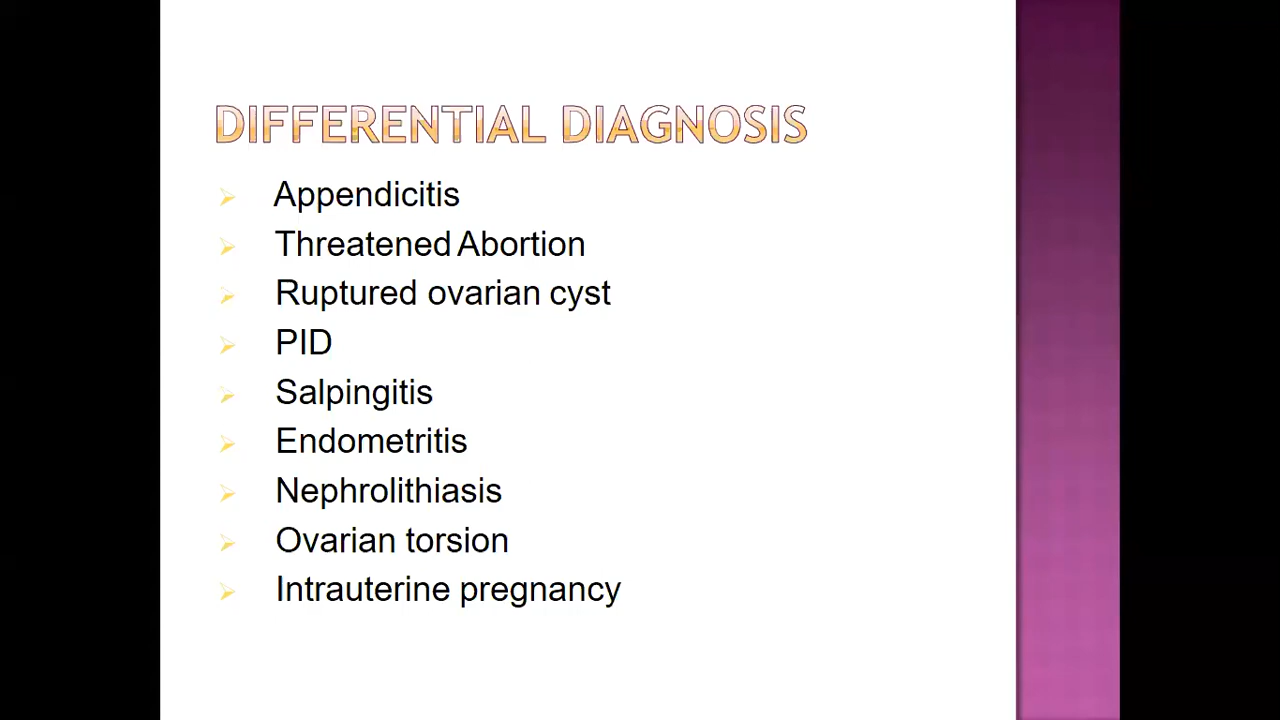 DIFFERENTIAL DIAGNOSIS
Appendicitis
Threatened Abortion
Ruptured ovarian cyst
PID
Salpingitis
Endometritis
Nephrolithiasis
Ovarian torsion
Intrauterine pregnancy